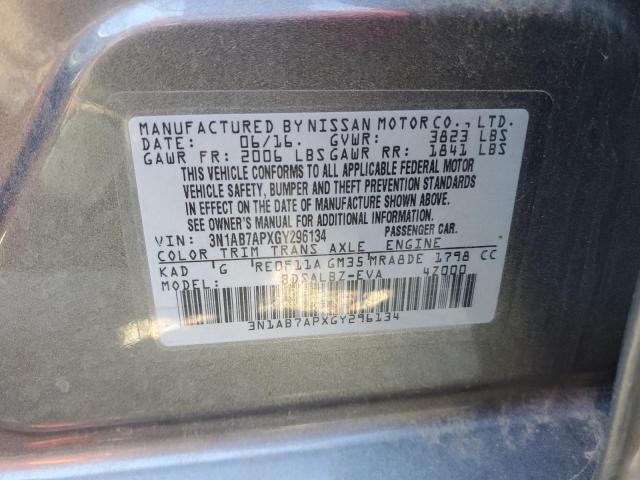 MANUFACTURED BY NISSAN MOTOR CO., LTD.
DATE: 06/16. GVWR: 3823 LBS
GAWR FR: 2006 LBS GAWR RR: 1841 LBS
THIS VEHICLE CONFORMS TO ALL APPLICABLE FEDERAL MOTOR
VEHICLE SAFETY, BUMPER AND THEFT PREVENTION STANDARDS
IN EFFECT ON THE DATE OF MANUFACTURE SHOWN ABOVE.
SEE OWNER'S MANUAL FOR ADDITIONAL INFORMATION.
VIN: 3N1AB7APXGY296134 PASSENGER CAR.
COLOR TRIM TRANS AXLE ENGINE
KAD G RE0F11A GM35 MRA8DE 1798 CC
MODEL: BDSALBZ-EVA 47000
3N1AB7APXGY296134